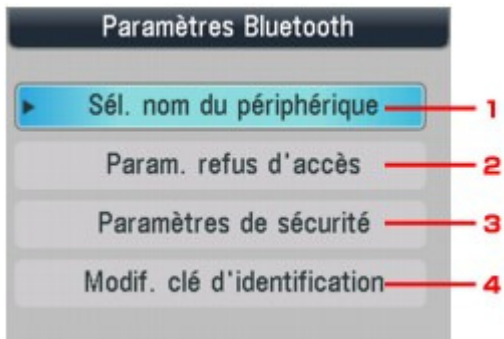 Paramètres Bluetooth
Sél. nom du périphérique 1
Param. refus d'accès 2
Paramètres de sécurité 3
Modif. clé d'identification 4